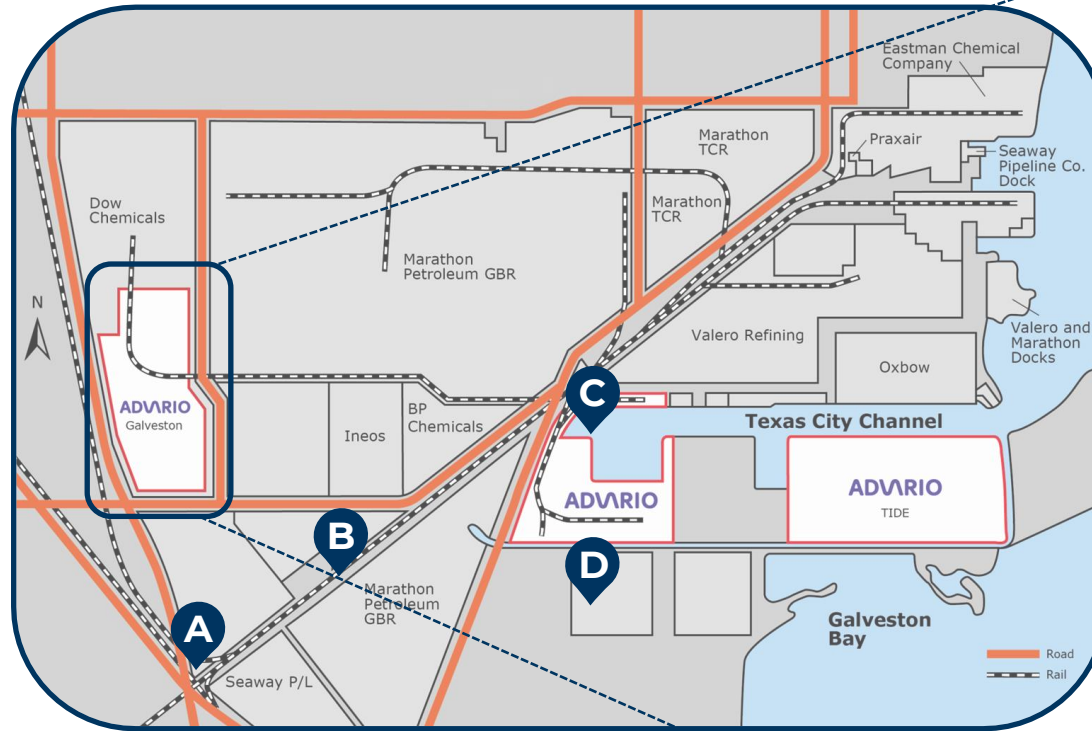 Eastman Chemical
Company
Marathon
TCR
Praxair
Seaway
Pipeline Co.
Dock
Dow
Chemicals
Marathon
TCR
Marathon
Petroleum GBR
N
Valero Refining
Valero and
Marathon
Docks
Oxbow
C
ADVARIO
Galveston
Ineos
BP
Chemicals
Texas City Channel
ADVARIO
ADVARIO
TIDE
B
D
Marathon
Petroleum
GBR
A
Galveston
Bay
Seaway P/L
Road
Rail